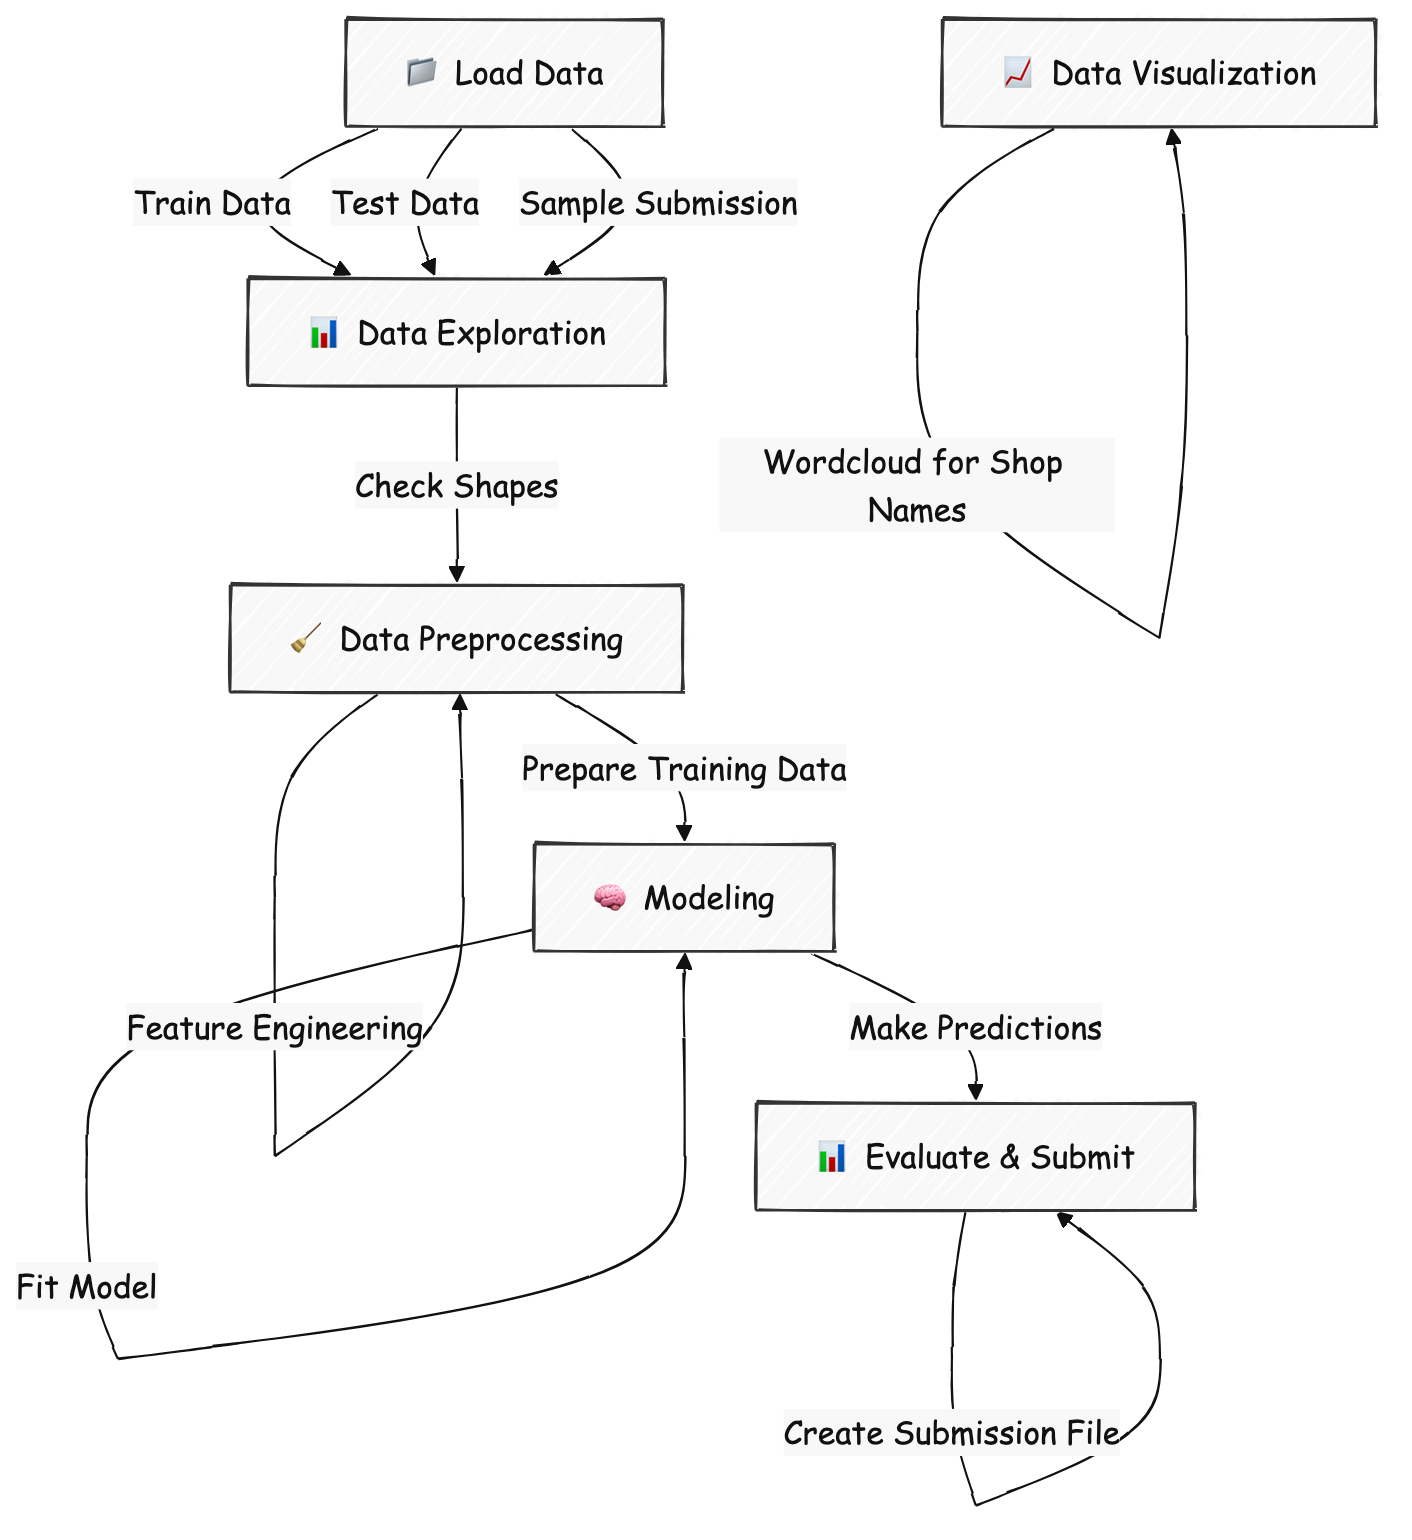 Load Data
Data Visualization
Train Data
Test Data
Sample Submission
Data Exploration
Wordcloud for Shop
Names
Check Shapes
Data Preprocessing
Prepare Training Data
Modeling
Feature Engineering
Make Predictions
Evaluate & Submit
Fit Model
Create Submission File